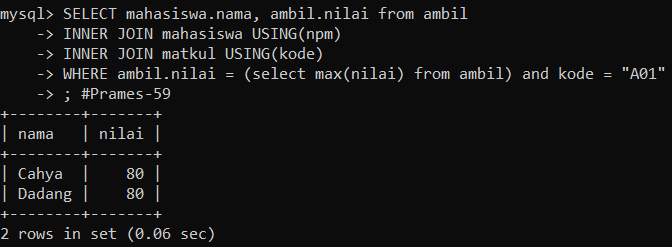 mysql> SELECT mahasiswa.nama, ambil.nilai from ambil
    -> INNER JOIN mahasiswa USING(npm)
    -> INNER JOIN matkul USING(kode)
    -> WHERE ambil.nilai = (select max(nilai) from ambil) and kode = "A01"
    -> ; #Prames-59
+--------+-------+
| nama   | nilai |
+--------+-------+
| Cahya  |    80 |
| Dadang |    80 |
+--------+-------+
2 rows in set (0.06 sec)